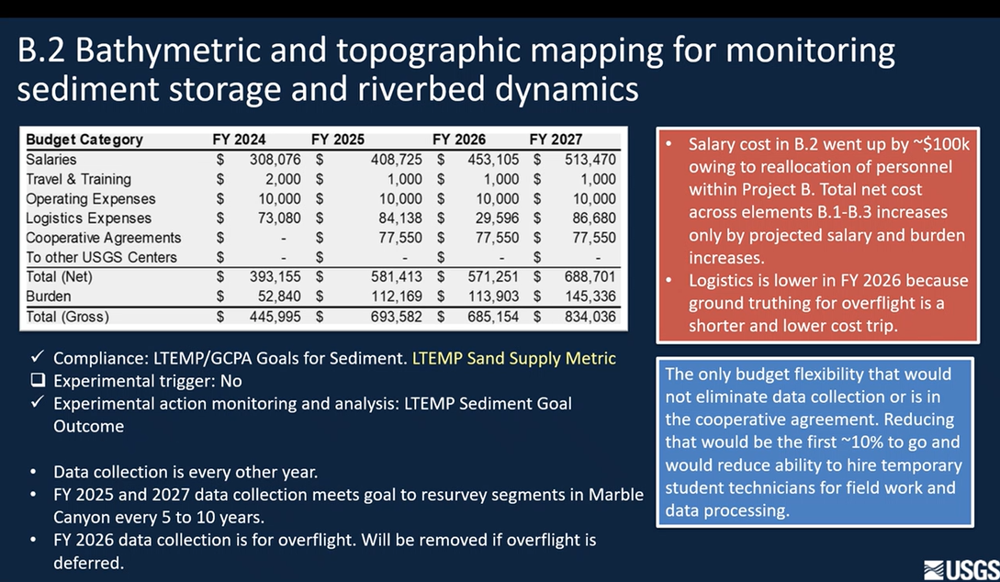 B.2 Bathymetric and topographic mapping for monitoring
sediment storage and riverbed dynamics
Budget Category FY 2024 FY 2025 FY 2026 FY 2027
Salaries $ 308,076 $ 408,725 $ 453,105 $ 513,470
Travel & Training $ 2,000 $ 1,000 $ 1,000 $ 1,000
Operating Expenses $ 10,000 $ 10,000 $ 10,000 $ 10,000
Logistics Expenses $ 73,080 $ 84,138 $ 29,596 $ 86,680
Cooperative Agreements $ - $ 77,550 $ 77,550 $ 77,550
To other USGS Centers $ - $ - $ - $ -
Total (Net) $ 393,155 $ 581,413 $ 571,251 $ 688,701
Burden $ 52,840 $ 112,169 $ 113,903 $ 145,336
Total (Gross) $ 445,995 $ 693,582 $ 685,154 $ 834,036
✓ Compliance: LTEMP/GCPA Goals for Sediment. LTEMP Sand Supply Metric
❑ Experimental trigger: No
✓ Experimental action monitoring and analysis: LTEMP Sediment Goal
Outcome
• Data collection is every other year.
• FY 2025 and 2027 data collection meets goal to resurvey segments in Marble
Canyon every 5 to 10 years.
• FY 2026 data collection is for overflight. Will be removed if overflight is
deferred.
• Salary cost in B.2 went up by ~$100k
owing to reallocation of personnel
within Project B. Total net cost
across elements B.1-B.3 increases
only by projected salary and burden
increases.
• Logistics is lower in FY 2026 because
ground truthing for overflight is a
shorter and lower cost trip.
The only budget flexibility that would
not eliminate data collection or is in
the cooperative agreement. Reducing
that would be the first ~10% to go and
would reduce ability to hire temporary
student technicians for field work and
data processing.
USGS